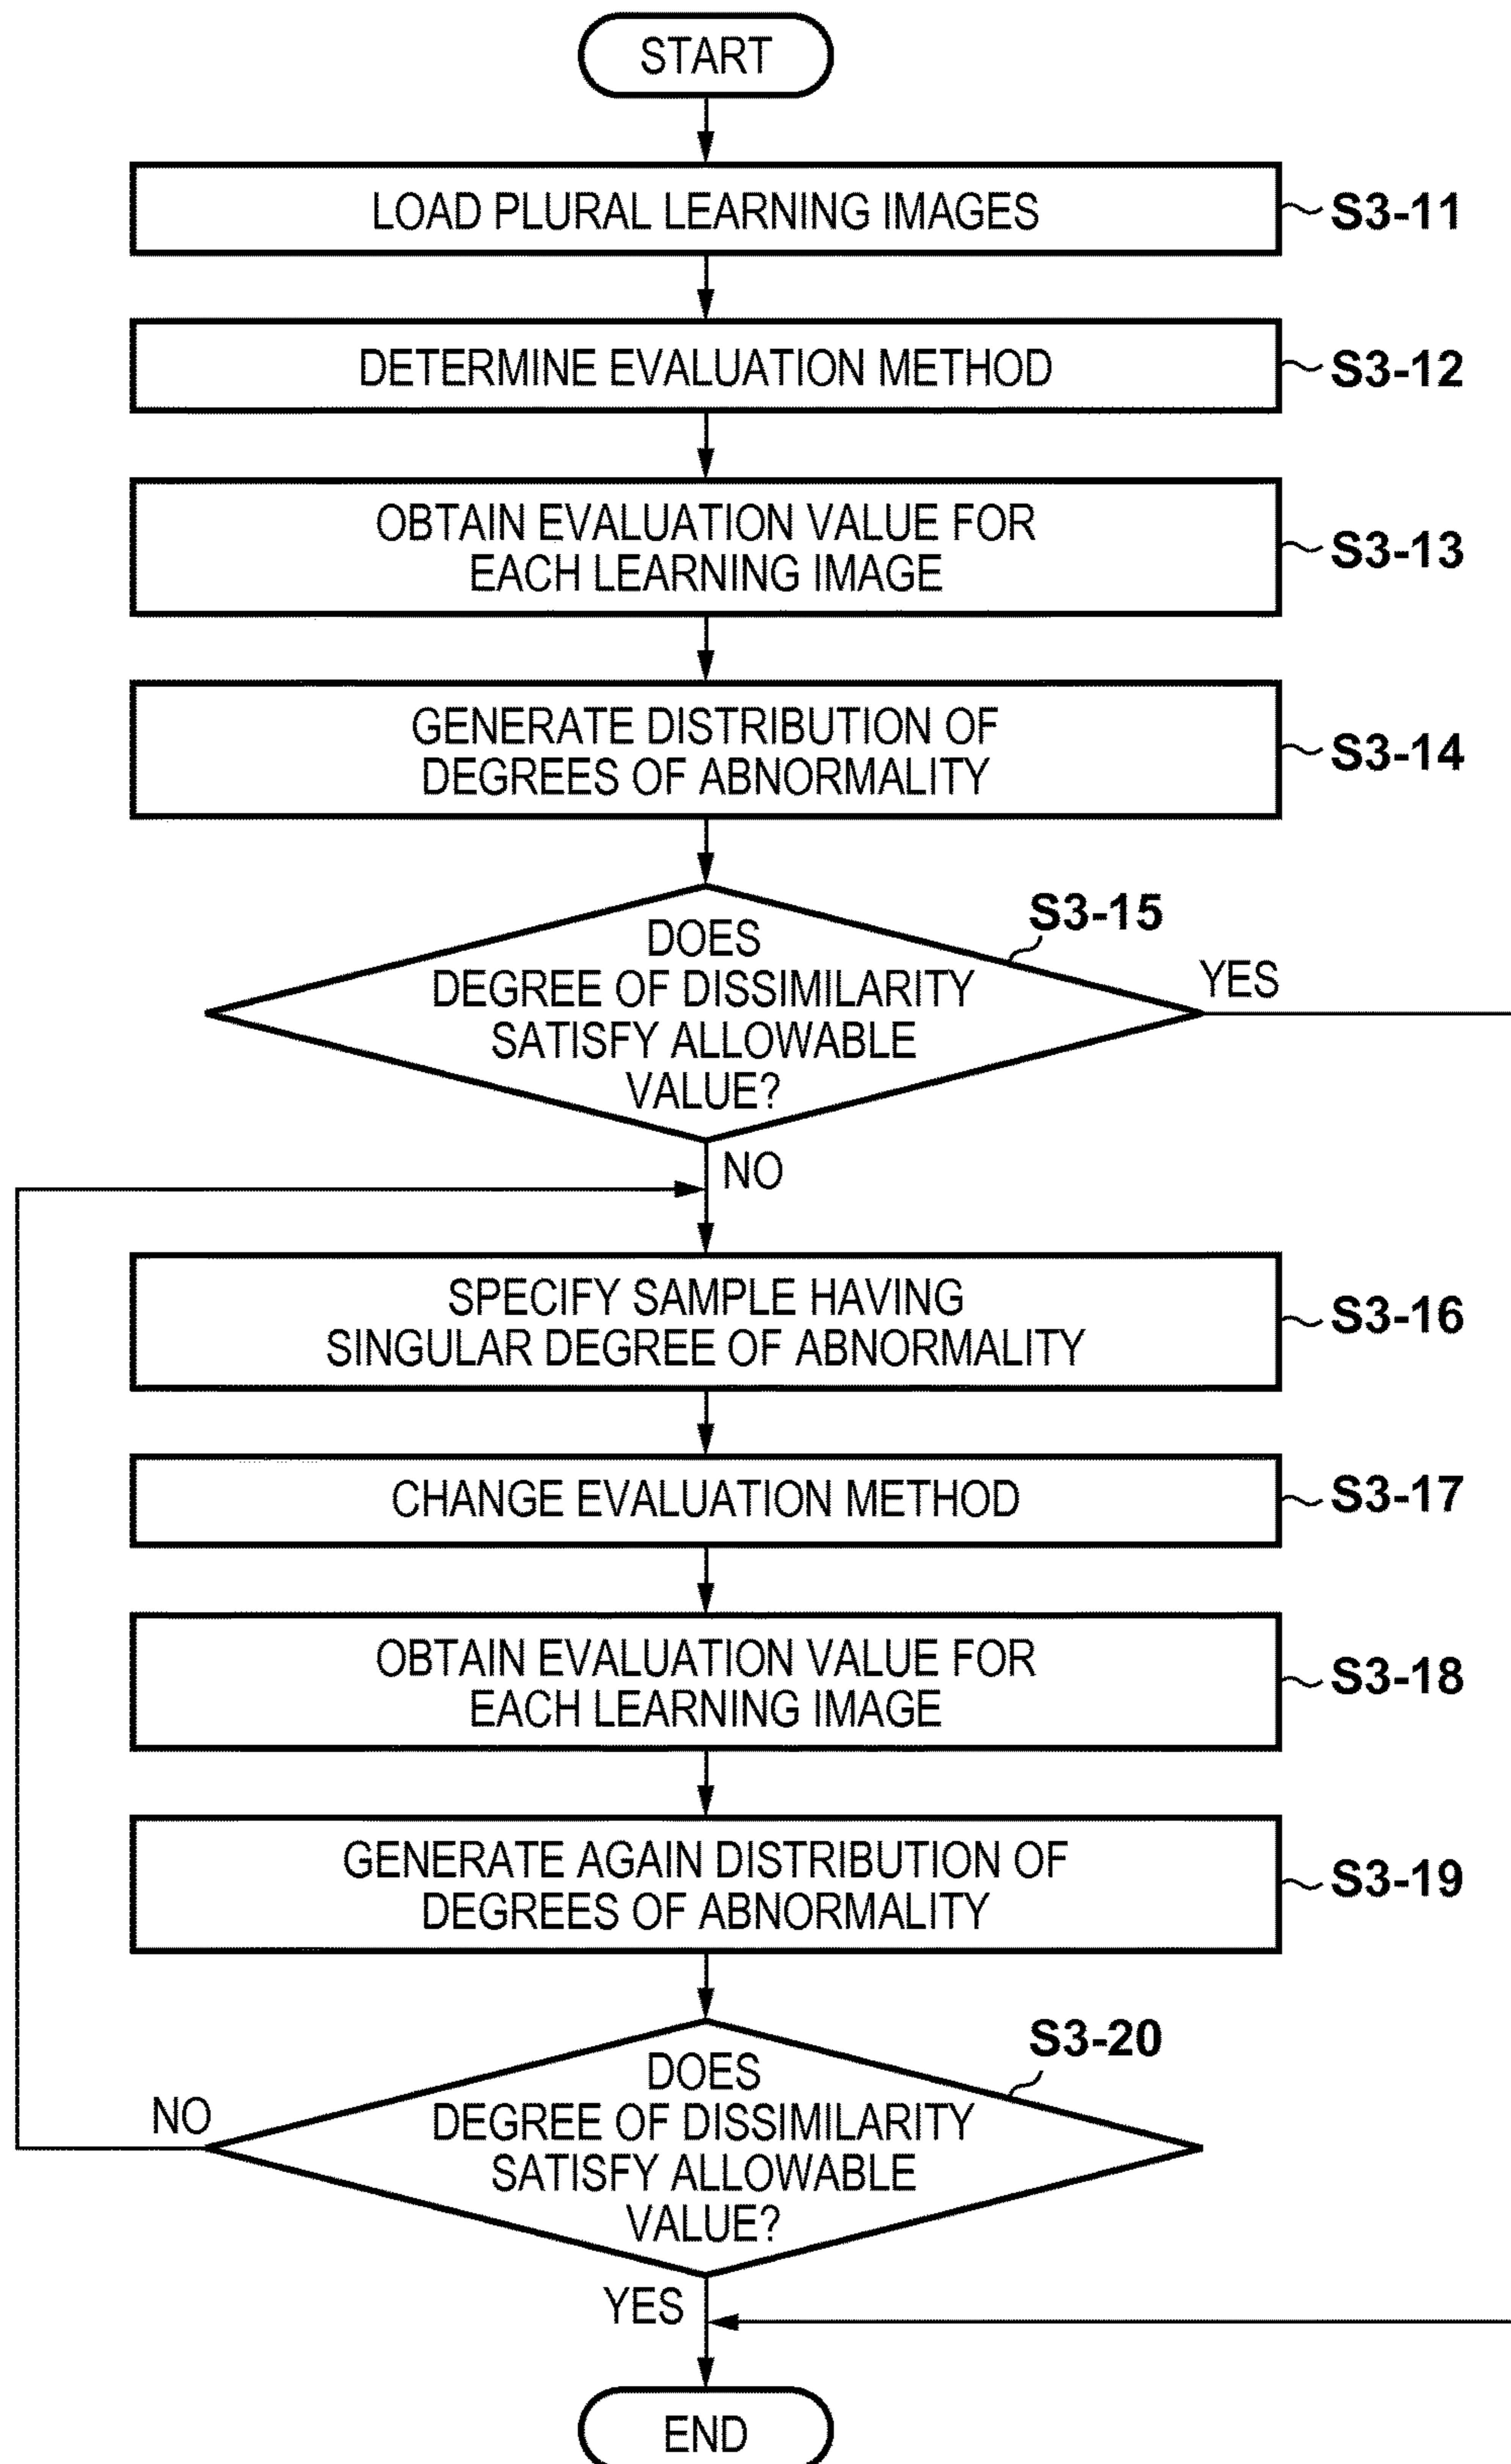 START
LOAD PLURAL LEARNING IMAGES
S3-11
DETERMINE EVALUATION METHOD
S3-12
OBTAIN EVALUATION VALUE FOR
EACH LEARNING IMAGE
S3-13
GENERATE DISTRIBUTION OF
DEGREES OF ABNORMALITY
S3-14
S3-15
DOES
DEGREE OF DISSIMILARITY
SATISFY ALLOWABLE
VALUE?
YES
NO
SPECIFY SAMPLE HAVING
SINGULAR DEGREE OF ABNORMALITY
S3-16
CHANGE EVALUATION METHOD
S3-17
OBTAIN EVALUATION VALUE FOR
EACH LEARNING IMAGE
S3-18
GENERATE AGAIN DISTRIBUTION OF
DEGREES OF ABNORMALITY
S3-19
S3-20
DOES
DEGREE OF DISSIMILARITY
SATISFY ALLOWABLE
VALUE?
NO
YES
END